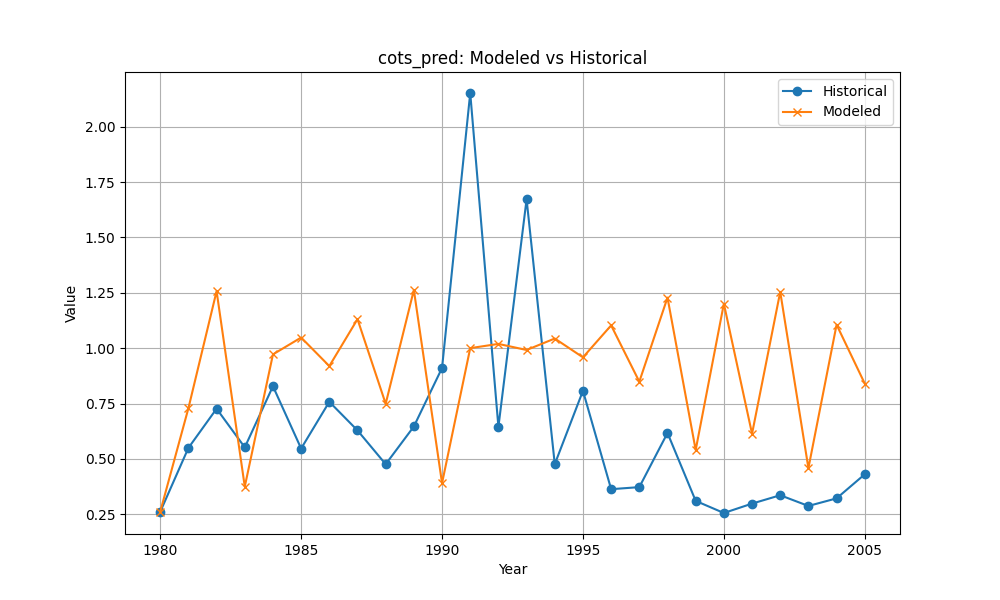 cots_pred: Modeled vs Historical
Historical
Modeled
Value
2.00
1.75
1.50
1.25
1.00
0.75
0.50
0.25
1980 1985 1990 1995 2000 2005
Year